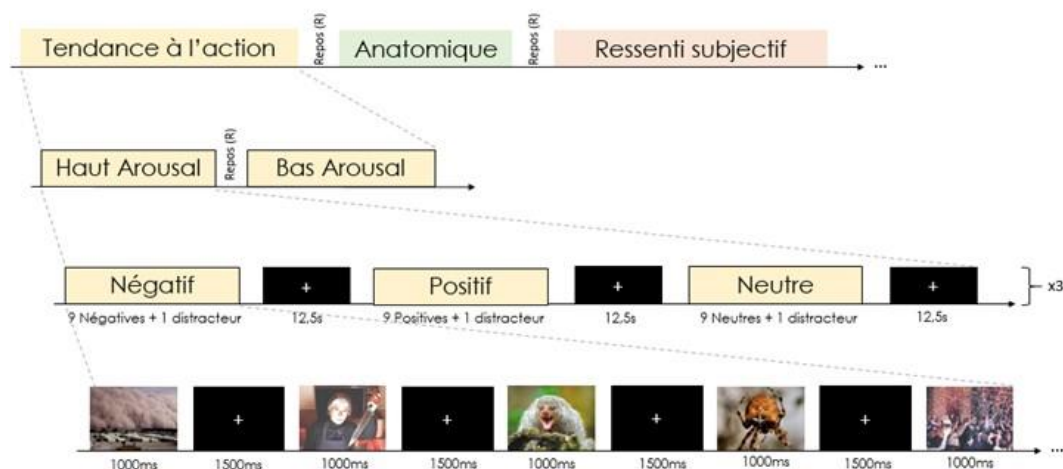 Tendance à l'action
Repos (R)
Anatomique
Repos (R)
Ressenti subjectif
...
Haut Arousal
Repos (R)
Bas Arousal
Négatif
+
Positif
+
Neutre
+
x3
9 Négatives + 1 distracteur
12,5s
9 Positives + 1 distracteur
12,5s
9 Neutres + 1 distracteur
12,5s
+
+
+
+
...
1000ms
1500ms
1000ms
1500ms
1000ms
1500ms
1000ms
1500ms
1000ms